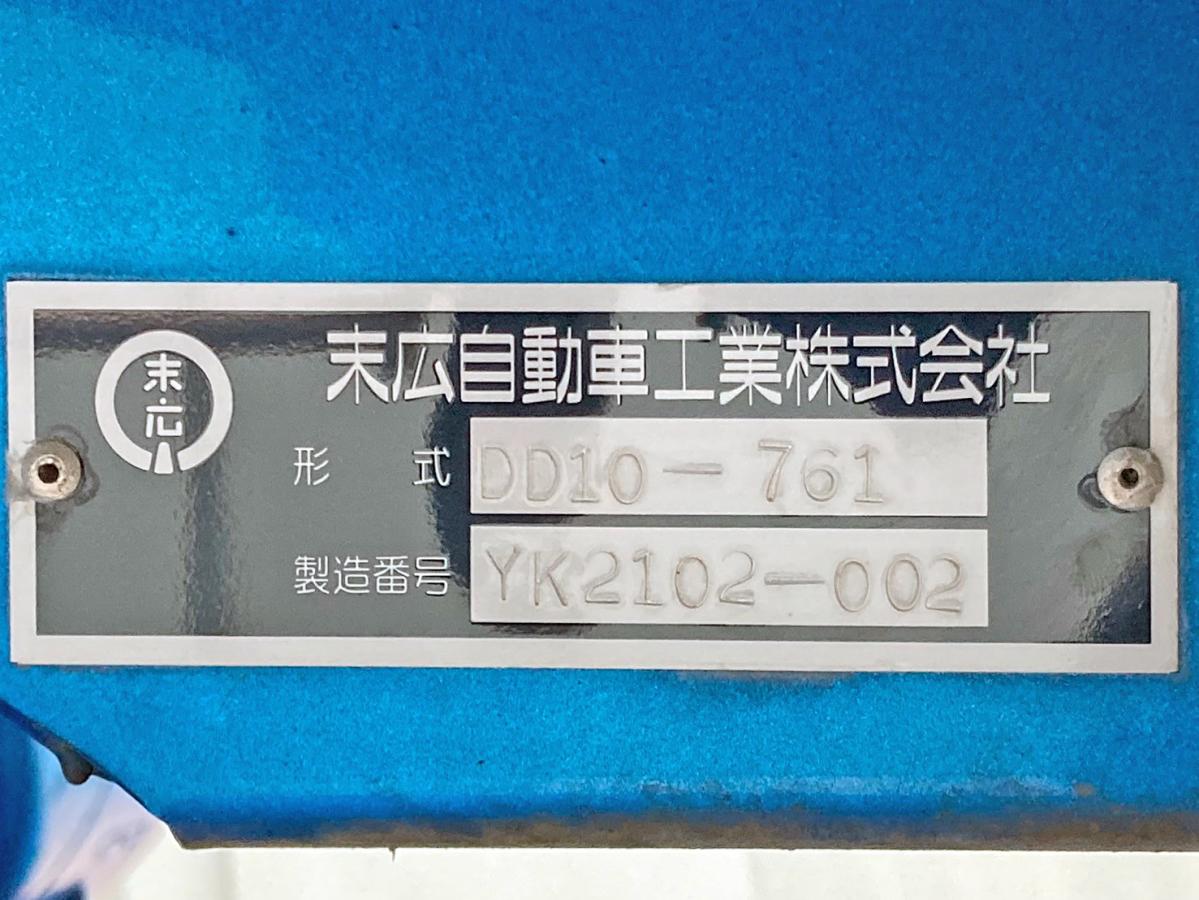 末広
末広自動車工業株式会社
形式 DD10-761
製造番号 YK2102-002